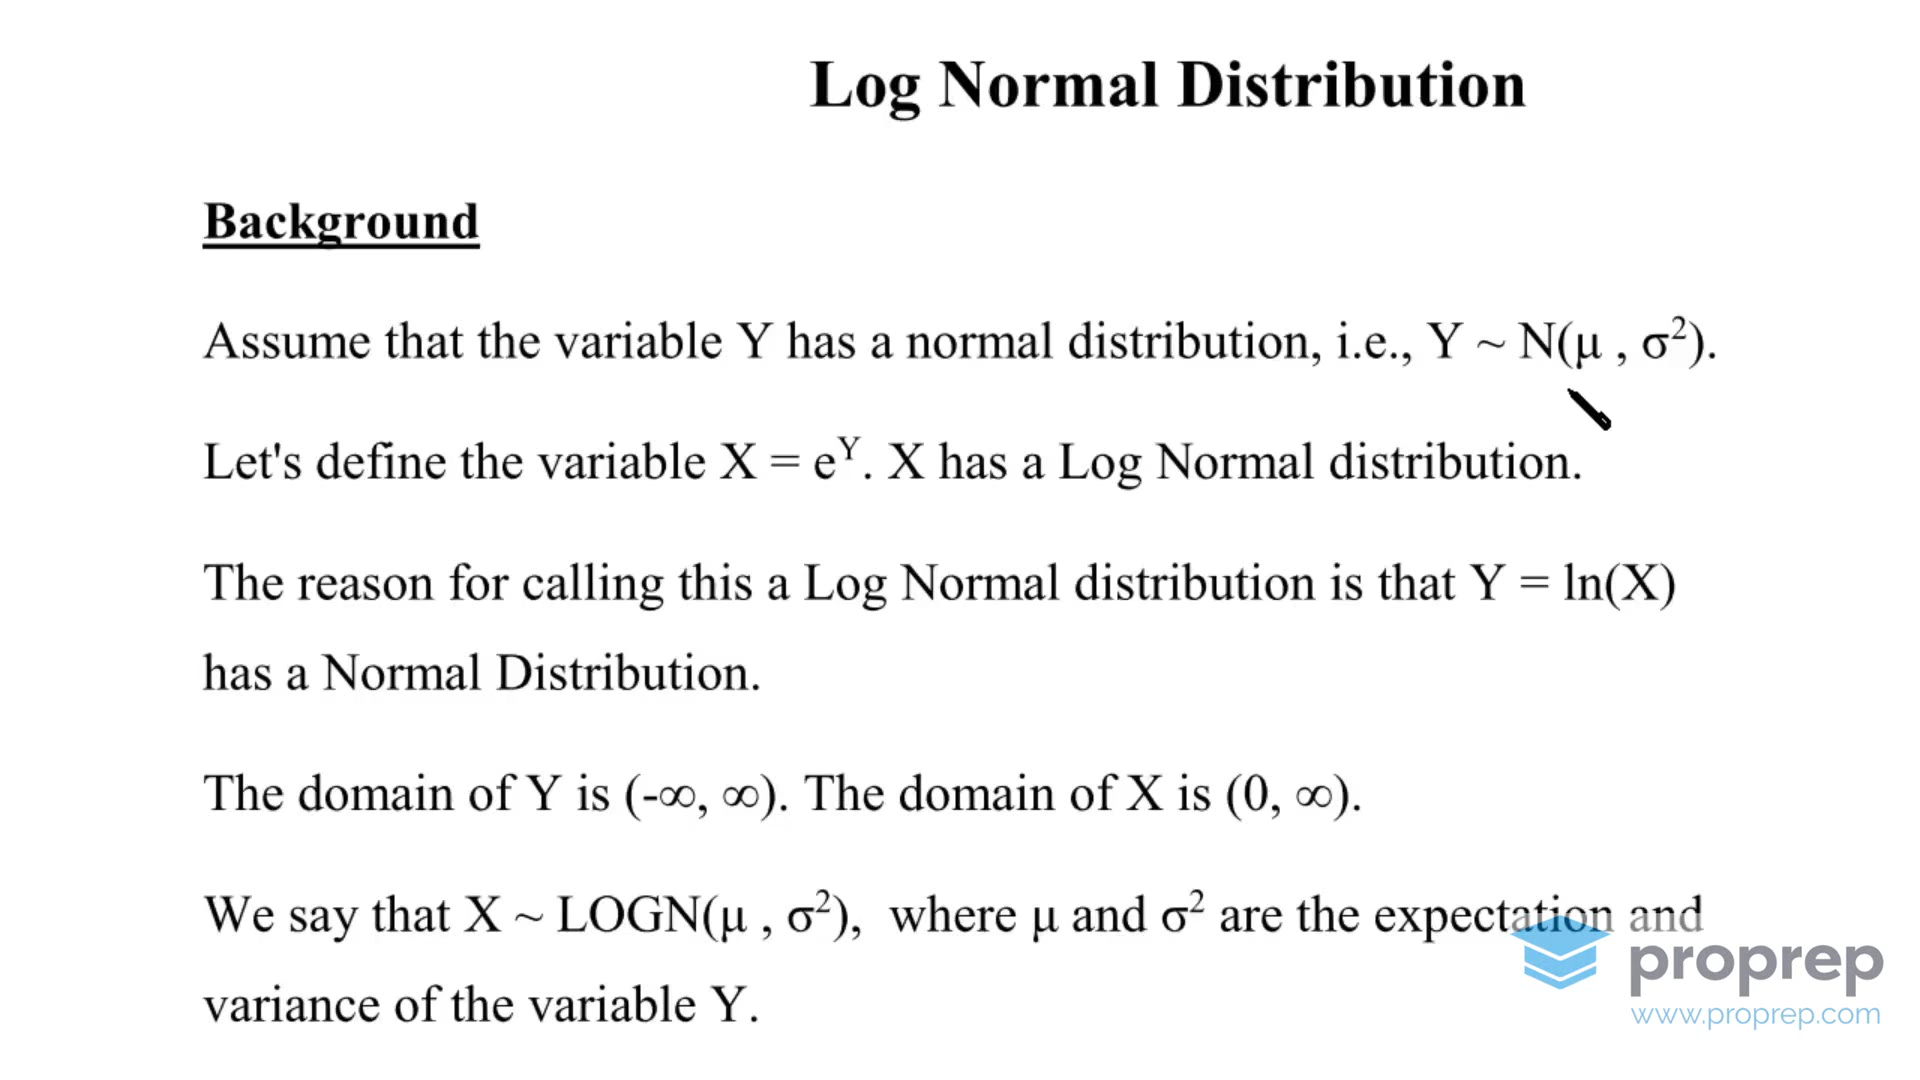 Log Normal Distribution
Background
Assume that the variable Y has a normal distribution, i.e., Y ~ N(μ , σ²).
Let's define the variable X = eʸ. X has a Log Normal distribution.
The reason for calling this a Log Normal distribution is that Y = ln(X)
has a Normal Distribution.
The domain of Y is (-∞, ∞). The domain of X is (0, ∞).
We say that X ~ LOGN(μ , σ²), where μ and σ² are the expectation and
variance of the variable Y.
proprep
www.proprep.com